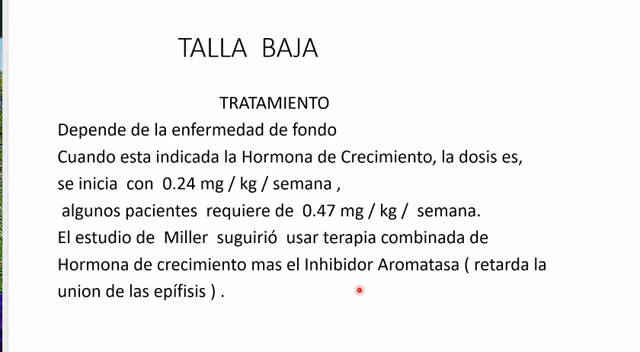 TALLA BAJA
TRATAMIENTO
Depende de la enfermedad de fondo
Cuando esta indicada la Hormona de Crecimiento, la dosis es,
se inicia con 0.24 mg / kg / semana ,
algunos pacientes requiere de 0.47 mg / kg / semana.
El estudio de Miller suguirió usar terapia combinada de
Hormona de crecimiento mas el Inhibidor Aromatasa ( retarda la
union de las epífisis ) .